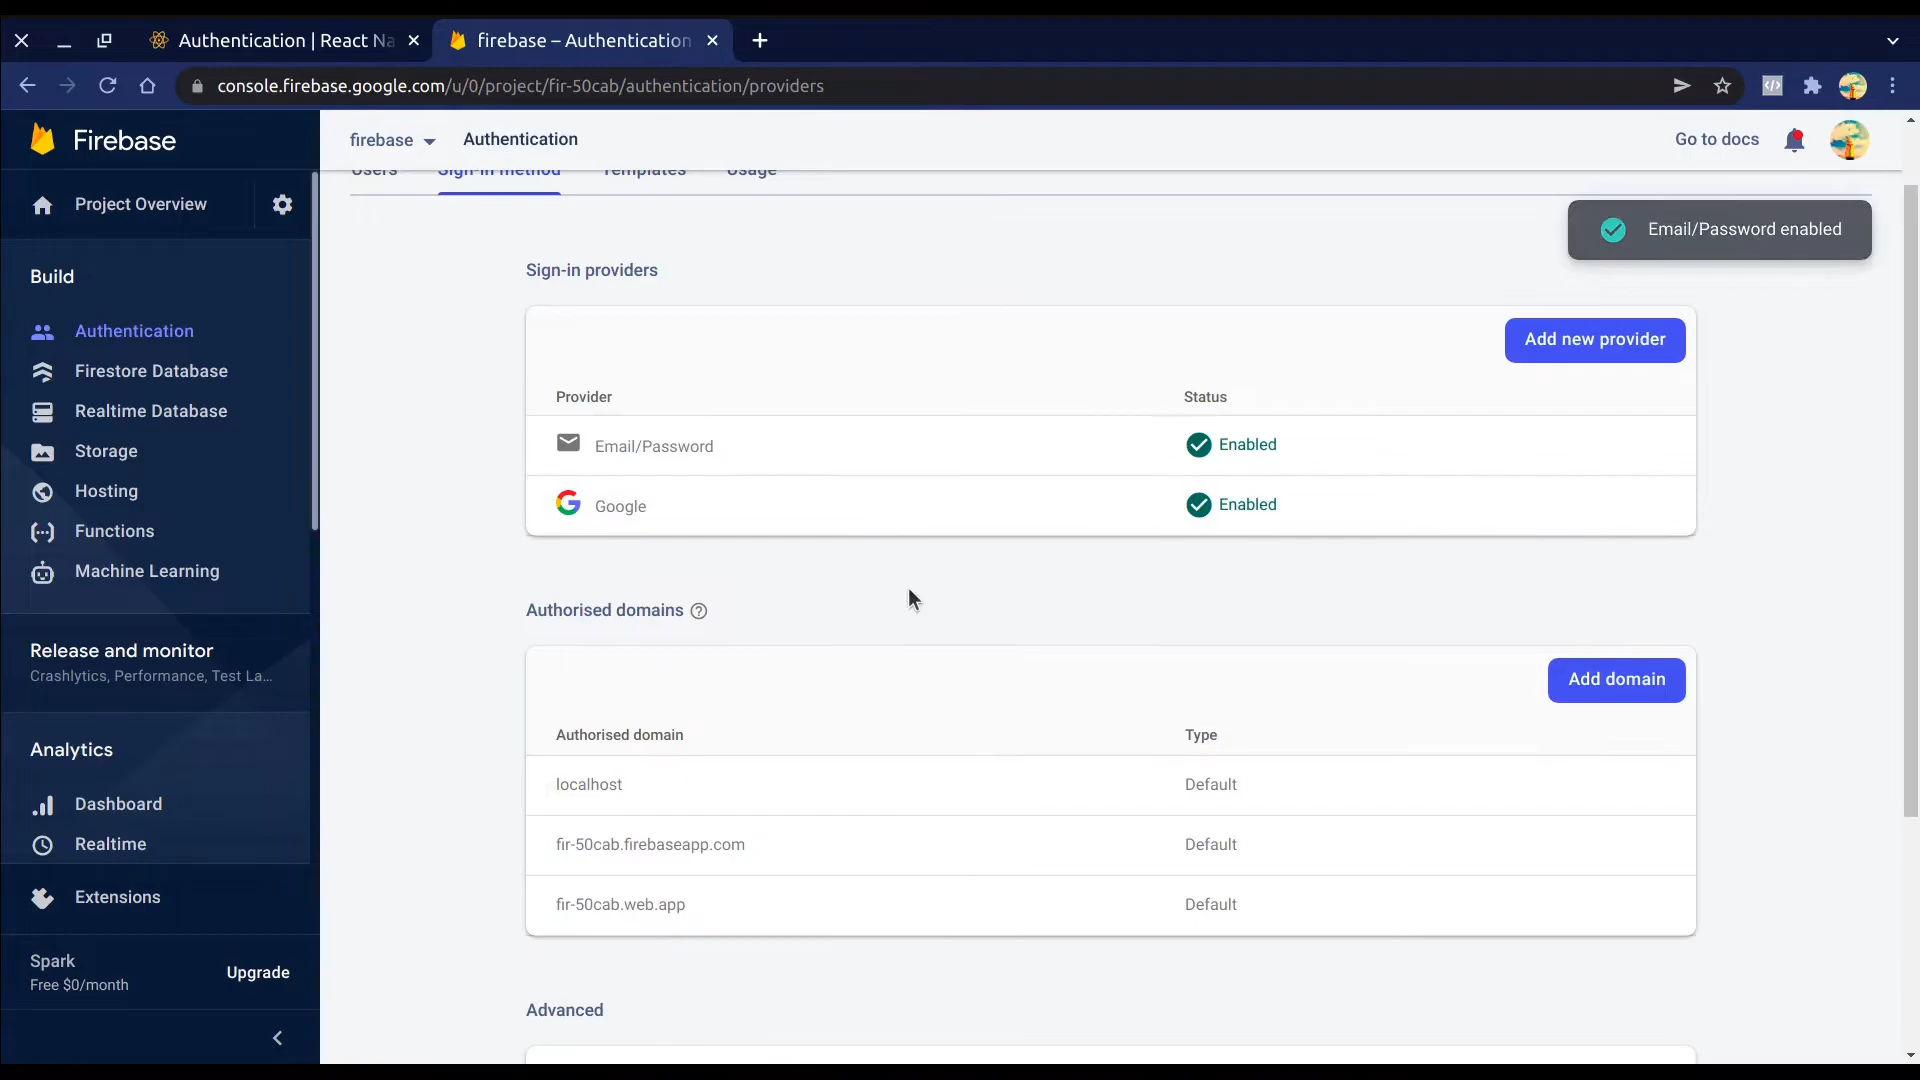 Authentication | React Na
firebase – Authentication
console.firebase.google.com/u/0/project/fir-50cab/authentication/providers
Firebase
firebase
Authentication
Go to docs
Users
Sign-in method
Templates
Usage
Project Overview
Email/Password enabled
Build
Authentication
Firestore Database
Realtime Database
Storage
Hosting
Functions
Machine Learning
Release and monitor
Crashlytics, Performance, Test La...
Analytics
Dashboard
Realtime
Extensions
Spark
Free $0/month
Upgrade
Sign-in providers
Add new provider
Provider
Status
Email/Password
Enabled
Google
Enabled
Authorised domains
Add domain
Authorised domain
Type
localhost
Default
fir-50cab.firebaseapp.com
Default
fir-50cab.web.app
Default
Advanced